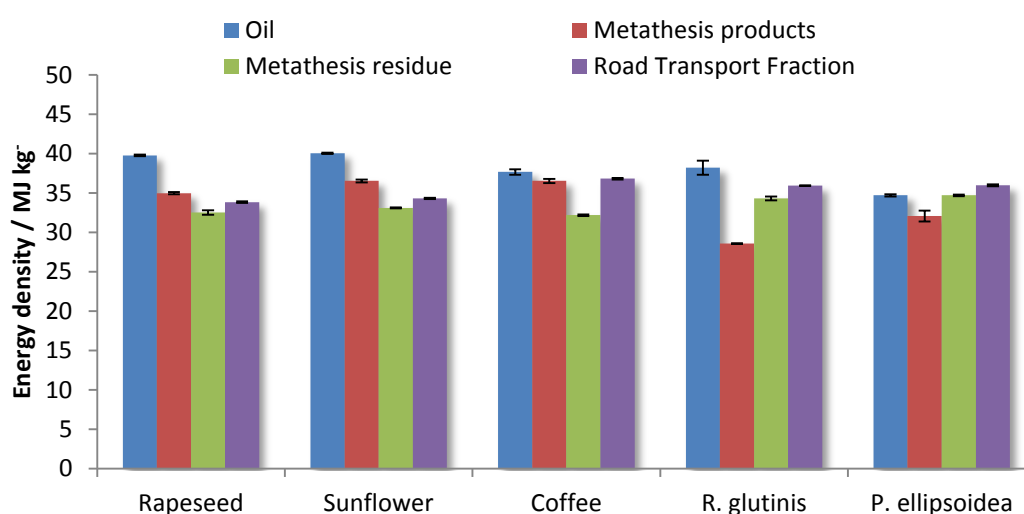 Oil
Metathesis products
Metathesis residue
Road Transport Fraction
Energy density / MJ kg-
50
45
40
35
30
25
20
15
10
5
0
Rapeseed
Sunflower
Coffee
R. glutinis
P. ellipsoidea